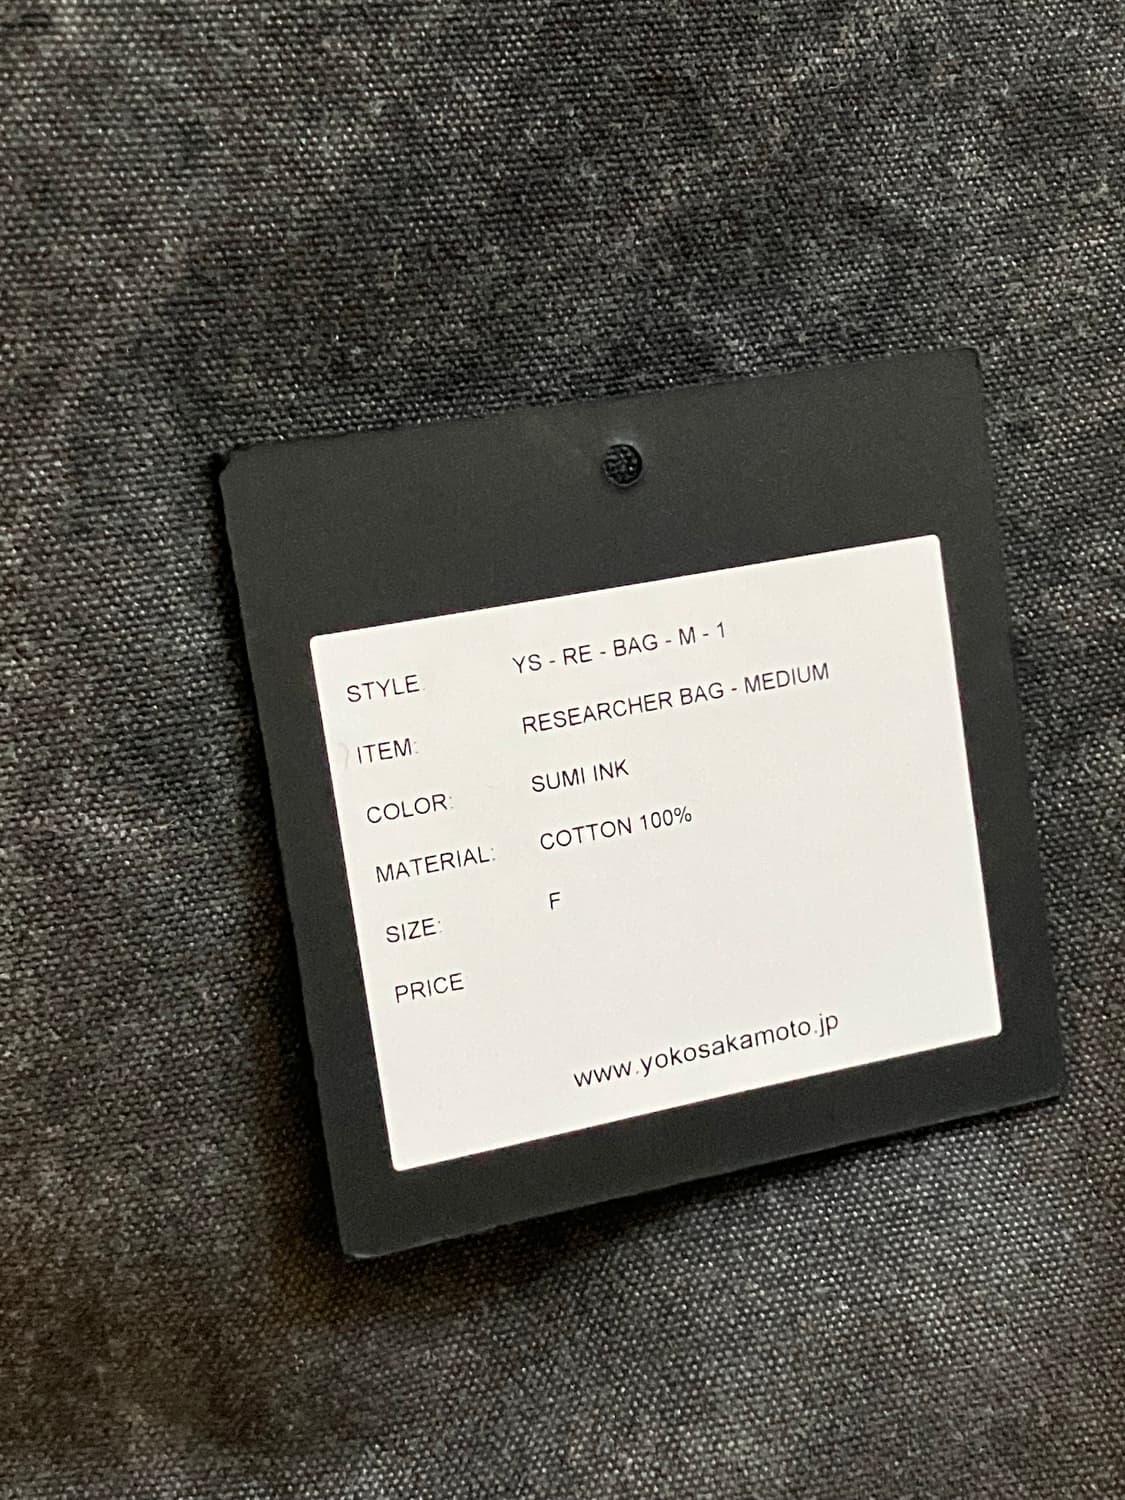 STYLE: YS - RE - BAG - M - 1
ITEM: RESEARCHER BAG - MEDIUM
COLOR: SUMI INK
MATERIAL: COTTON 100%
SIZE: F
PRICE
www.yokosakamoto.jp